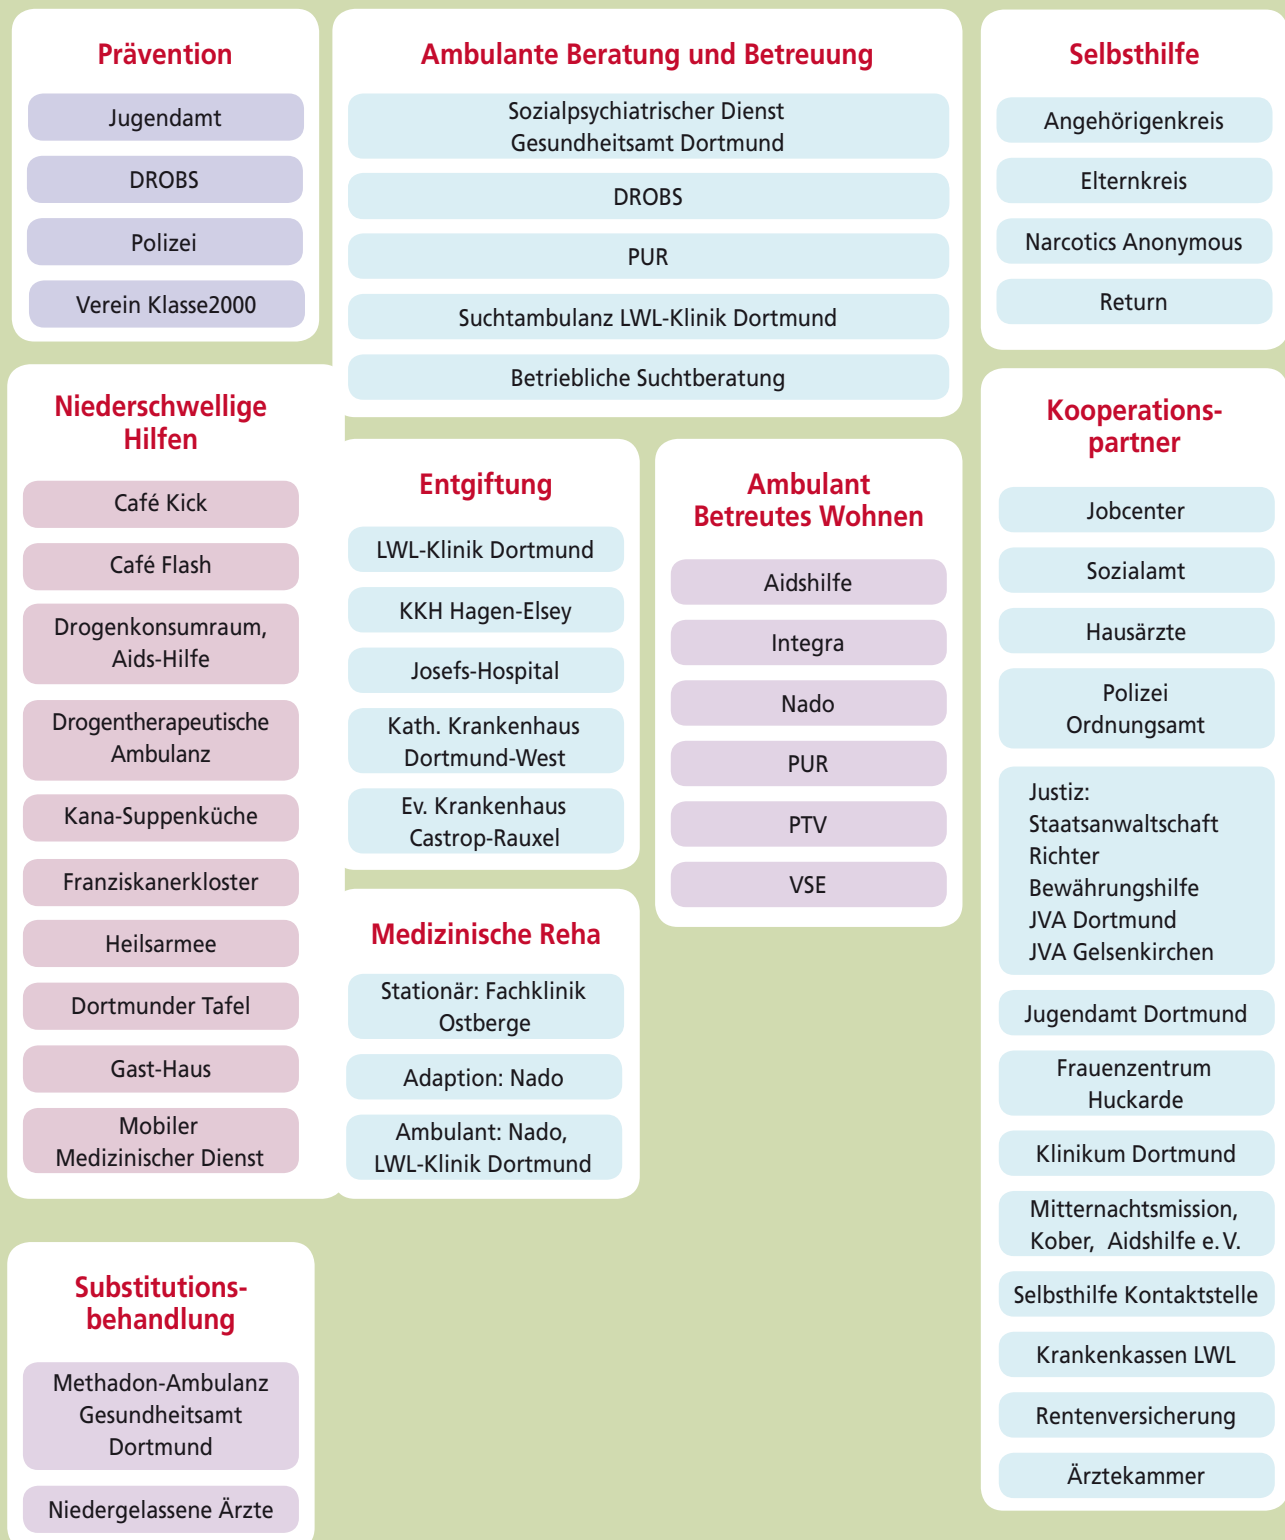 Prävention
Jugendamt
DROBS
Polizei
Verein Klasse2000
Ambulante Beratung und Betreuung
Sozialpsychiatrischer Dienst
Gesundheitsamt Dortmund
DROBS
PUR
Suchtambulanz LWL-Klinik Dortmund
Betriebliche Suchtberatung
Selbsthilfe
Angehörigenkreis
Elternkreis
Narcotics Anonymous
Return
Niederschwellige
Hilfen
Café Kick
Café Flash
Drogenkonsumraum,
Aids-Hilfe
Drogentherapeutische
Ambulanz
Kana-Suppenküche
Franziskanerkloster
Heilsarmee
Dortmunder Tafel
Gast-Haus
Mobiler
Medizinischer Dienst
Entgiftung
LWL-Klinik Dortmund
KKH Hagen-Elsey
Josefs-Hospital
Kath. Krankenhaus
Dortmund-West
Ev. Krankenhaus
Castrop-Rauxel
Medizinische Reha
Stationär: Fachklinik
Ostberge
Adaption: Nado
Ambulant: Nado,
LWL-Klinik Dortmund
Ambulant
Betreutes Wohnen
Aidshilfe
Integra
Nado
PUR
PTV
VSE
Kooperations-
partner
Jobcenter
Sozialamt
Hausärzte
Polizei
Ordnungsamt
Justiz:
Staatsanwaltschaft
Richter
Bewährungshilfe
JVA Dortmund
JVA Gelsenkirchen
Jugendamt Dortmund
Frauenzentrum
Huckarde
Klinikum Dortmund
Mitternachtsmission,
Kober, Aidshilfe e.V.
Selbsthilfe Kontaktstelle
Krankenkassen LWL
Rentenversicherung
Ärztekammer
Substitutions-
behandlung
Methadon-Ambulanz
Gesundheitsamt
Dortmund
Niedergelassene Ärzte